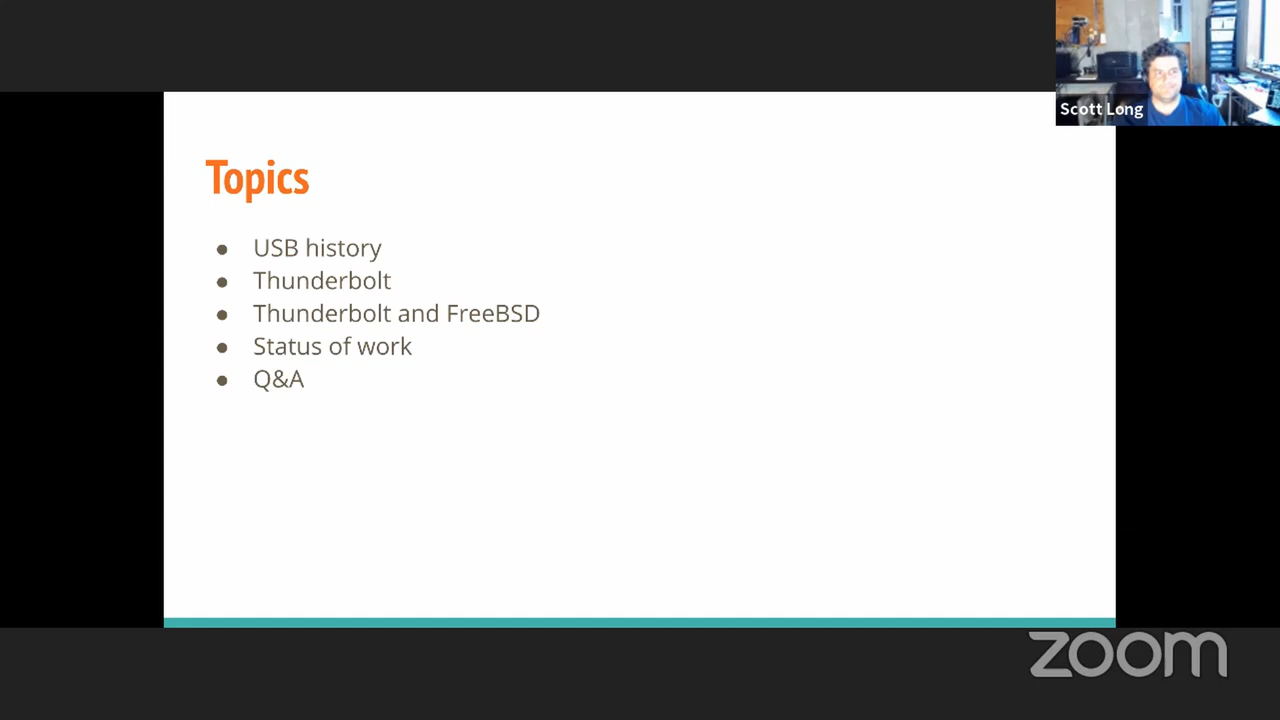 Scott Long
Topics
● USB history
● Thunderbolt
● Thunderbolt and FreeBSD
● Status of work
● Q&A
zoom